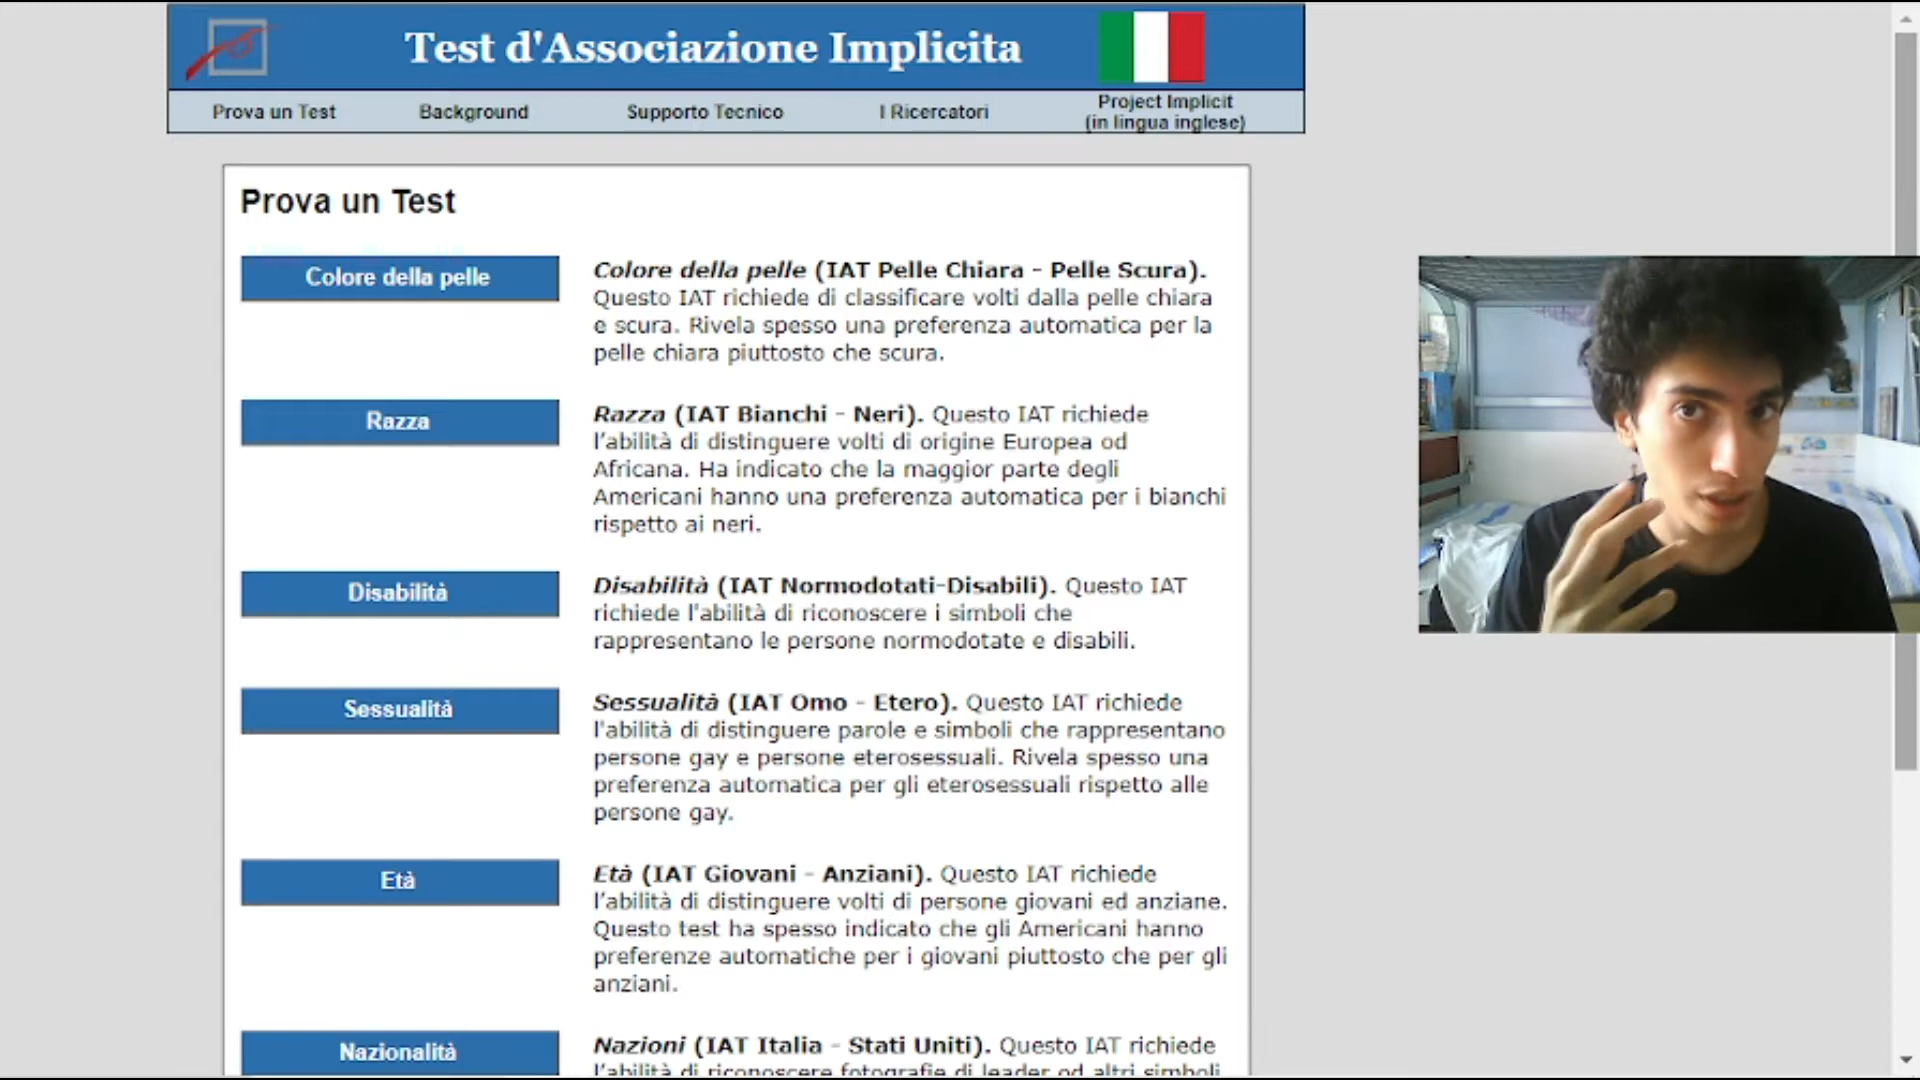 Test d'Associazione Implicita
Prova un Test
Background
Supporto Tecnico
I Ricercatori
Project Implicit
(in lingua inglese)
Prova un Test
Colore della pelle
Colore della pelle (IAT Pelle Chiara - Pelle Scura).
Questo IAT richiede di classificare volti dalla pelle chiara
e scura. Rivela spesso una preferenza automatica per la
pelle chiara piuttosto che scura.
Razza
Razza (IAT Bianchi - Neri). Questo IAT richiede
l'abilità di distinguere volti di origine Europea od
Africana. Ha indicato che la maggior parte degli
Americani hanno una preferenza automatica per i bianchi
rispetto ai neri.
Disabilità
Disabilità (IAT Normodotati-Disabili). Questo IAT
richiede l'abilità di riconoscere i simboli che
rappresentano le persone normodotate e disabili.
Sessualità
Sessualità (IAT Omo - Etero). Questo IAT richiede
l'abilità di distinguere parole e simboli che rappresentano
persone gay e persone eterosessuali. Rivela spesso una
preferenza automatica per gli eterosessuali rispetto alle
persone gay.
Età
Età (IAT Giovani - Anziani). Questo IAT richiede
l'abilità di distinguere volti di persone giovani ed anziane.
Questo test ha spesso indicato che gli Americani hanno
preferenze automatiche per i giovani piuttosto che per gli
anziani.
Nazionalità
Nazioni (IAT Italia - Stati Uniti). Questo IAT richiede
l'abilità di riconoscere fotografie di leader od altri simboli